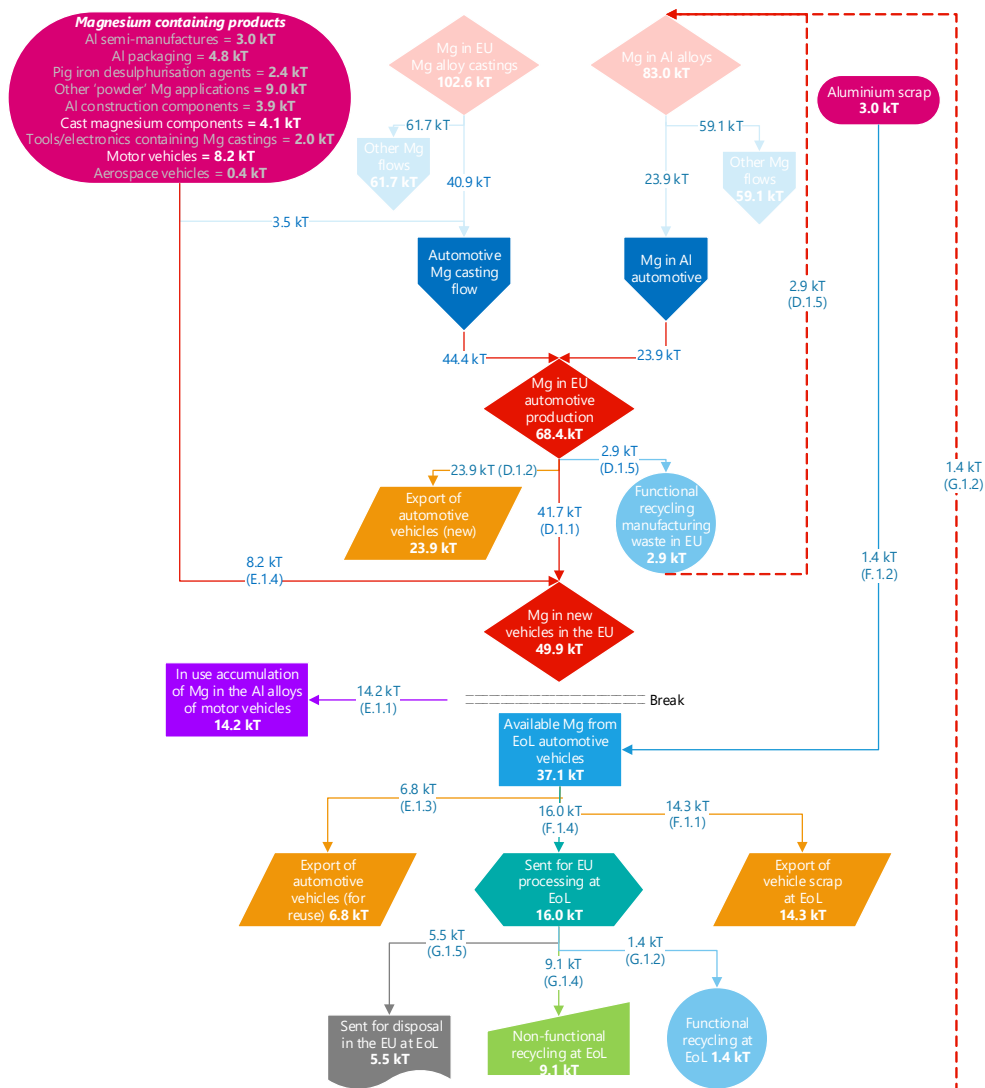 Magnesium containing products
Al semi-manufactures = 3.0 kT
Al packaging = 4.8 kT
Pig iron desulphurisation agents = 2.4 kT
Other 'powder' Mg applications = 9.0 kT
Al construction components = 3.9 kT
Cast magnesium components = 4.1 kT
Tools/electronics containing Mg castings = 2.0 kT
Motor vehicles = 8.2 kT
Aerospace vehicles = 0.4 kT
Mg in EU
Mg alloy castings
102.6 kT
Mg in Al alloys
83.0 kT
Aluminium scrap
3.0 kT
61.7 kT
Other Mg
flows
61.7 kT
40.9 kT
59.1 kT
Other Mg
flows
59.1 kT
23.9 kT
3.5 kT
Automotive
Mg casting
flow
Mg in Al
automotive
2.9 kT
(D.1.5)
44.4 kT
23.9 kT
Mg in EU
automotive
production
68.4.kT
23.9 kT (D.1.2)
2.9 kT
(D.1.5)
1.4 kT
(G.1.2)
Export of
automotive
vehicles (new)
23.9 kT
41.7 kT
(D.1.1)
Functional
recycling
manufacturing
waste in EU
2.9 kT
8.2 kT
(E.1.4)
1.4 kT
(F.1.2)
Mg in new
vehicles in the EU
49.9 kT
In use accumulation
of Mg in the Al alloys
of motor vehicles
14.2 kT
14.2 kT
(E.1.1)
Break
Available Mg from
EoL automotive
vehicles
37.1 kT
6.8 kT
(E.1.3)
16.0 kT
(F.1.4)
14.3 kT
(F.1.1)
Export of
automotive
vehicles (for
reuse) 6.8 kT
Sent for EU
processing at
EoL
16.0 kT
Export of
vehicle scrap
at EoL
14.3 kT
5.5 kT
(G.1.5)
9.1 kT
(G.1.4)
1.4 kT
(G.1.2)
Sent for disposal
in the EU at EoL
5.5 kT
Non-functional
recycling at EoL
9.1 kT
Functional
recycling at
EoL 1.4 kT